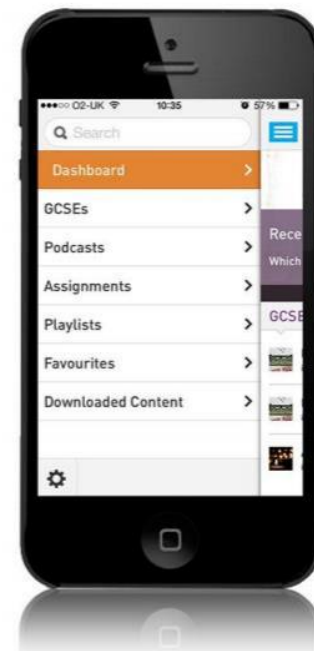 O2-UK 10:35 57%
Search
Dashboard
GCSEs
Podcasts
Assignments
Playlists
Favourites
Downloaded Content
Rece
Which
GCSE